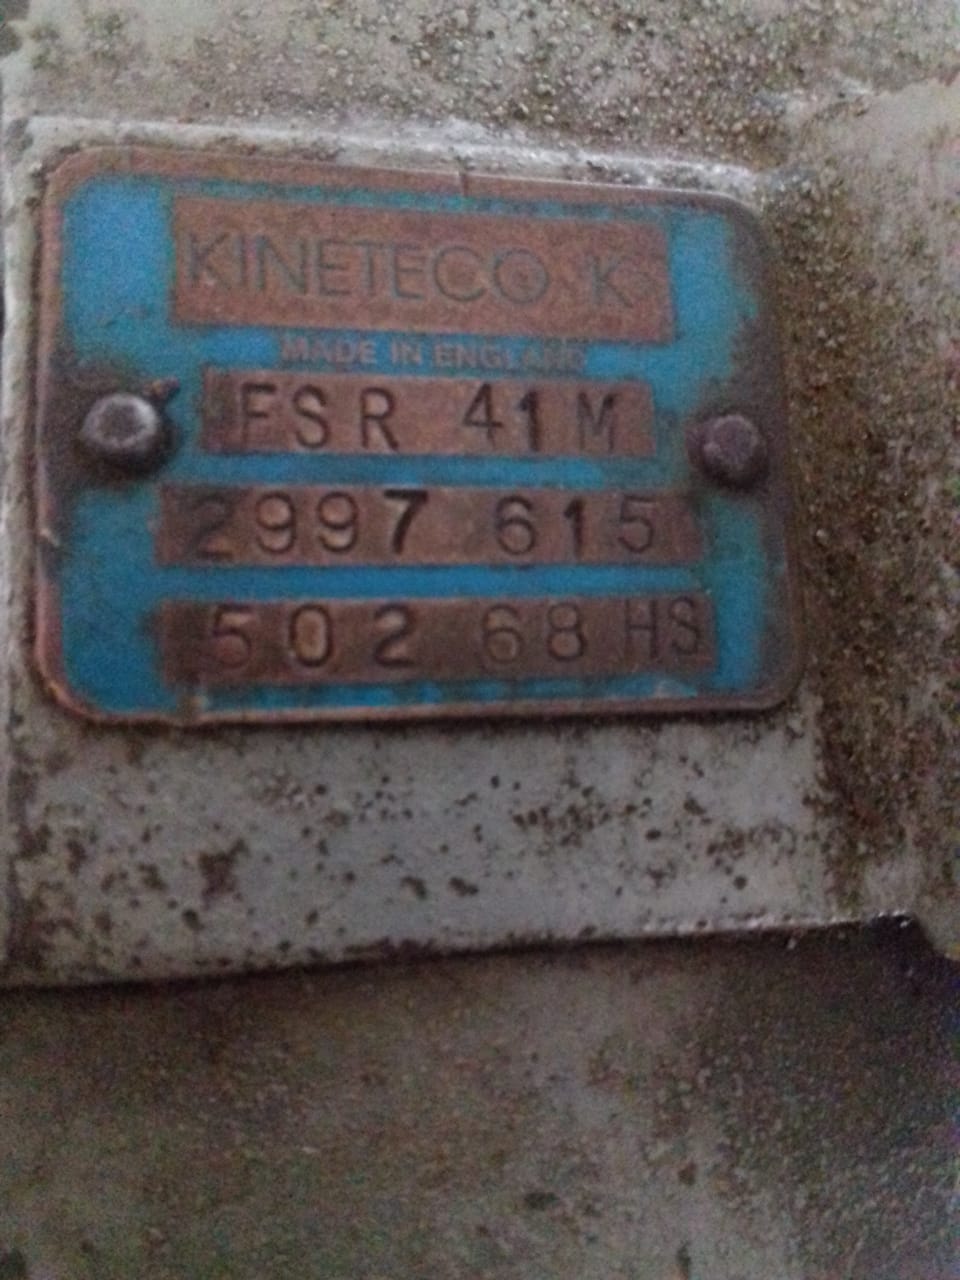 KINETECO K
MADE IN ENGLAND
FSR 41M
2997 615
502 68 HS